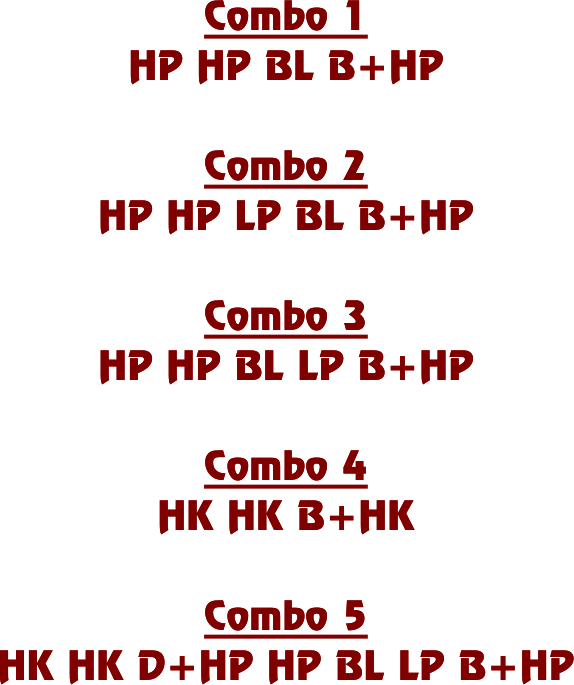 Combo 1
HP HP BL B+HP
Combo 2
HP HP LP BL B+HP
Combo 3
HP HP BL LP B+HP
Combo 4
HK HK B+HK
Combo 5
HK HK D+HP HP BL LP B+HP